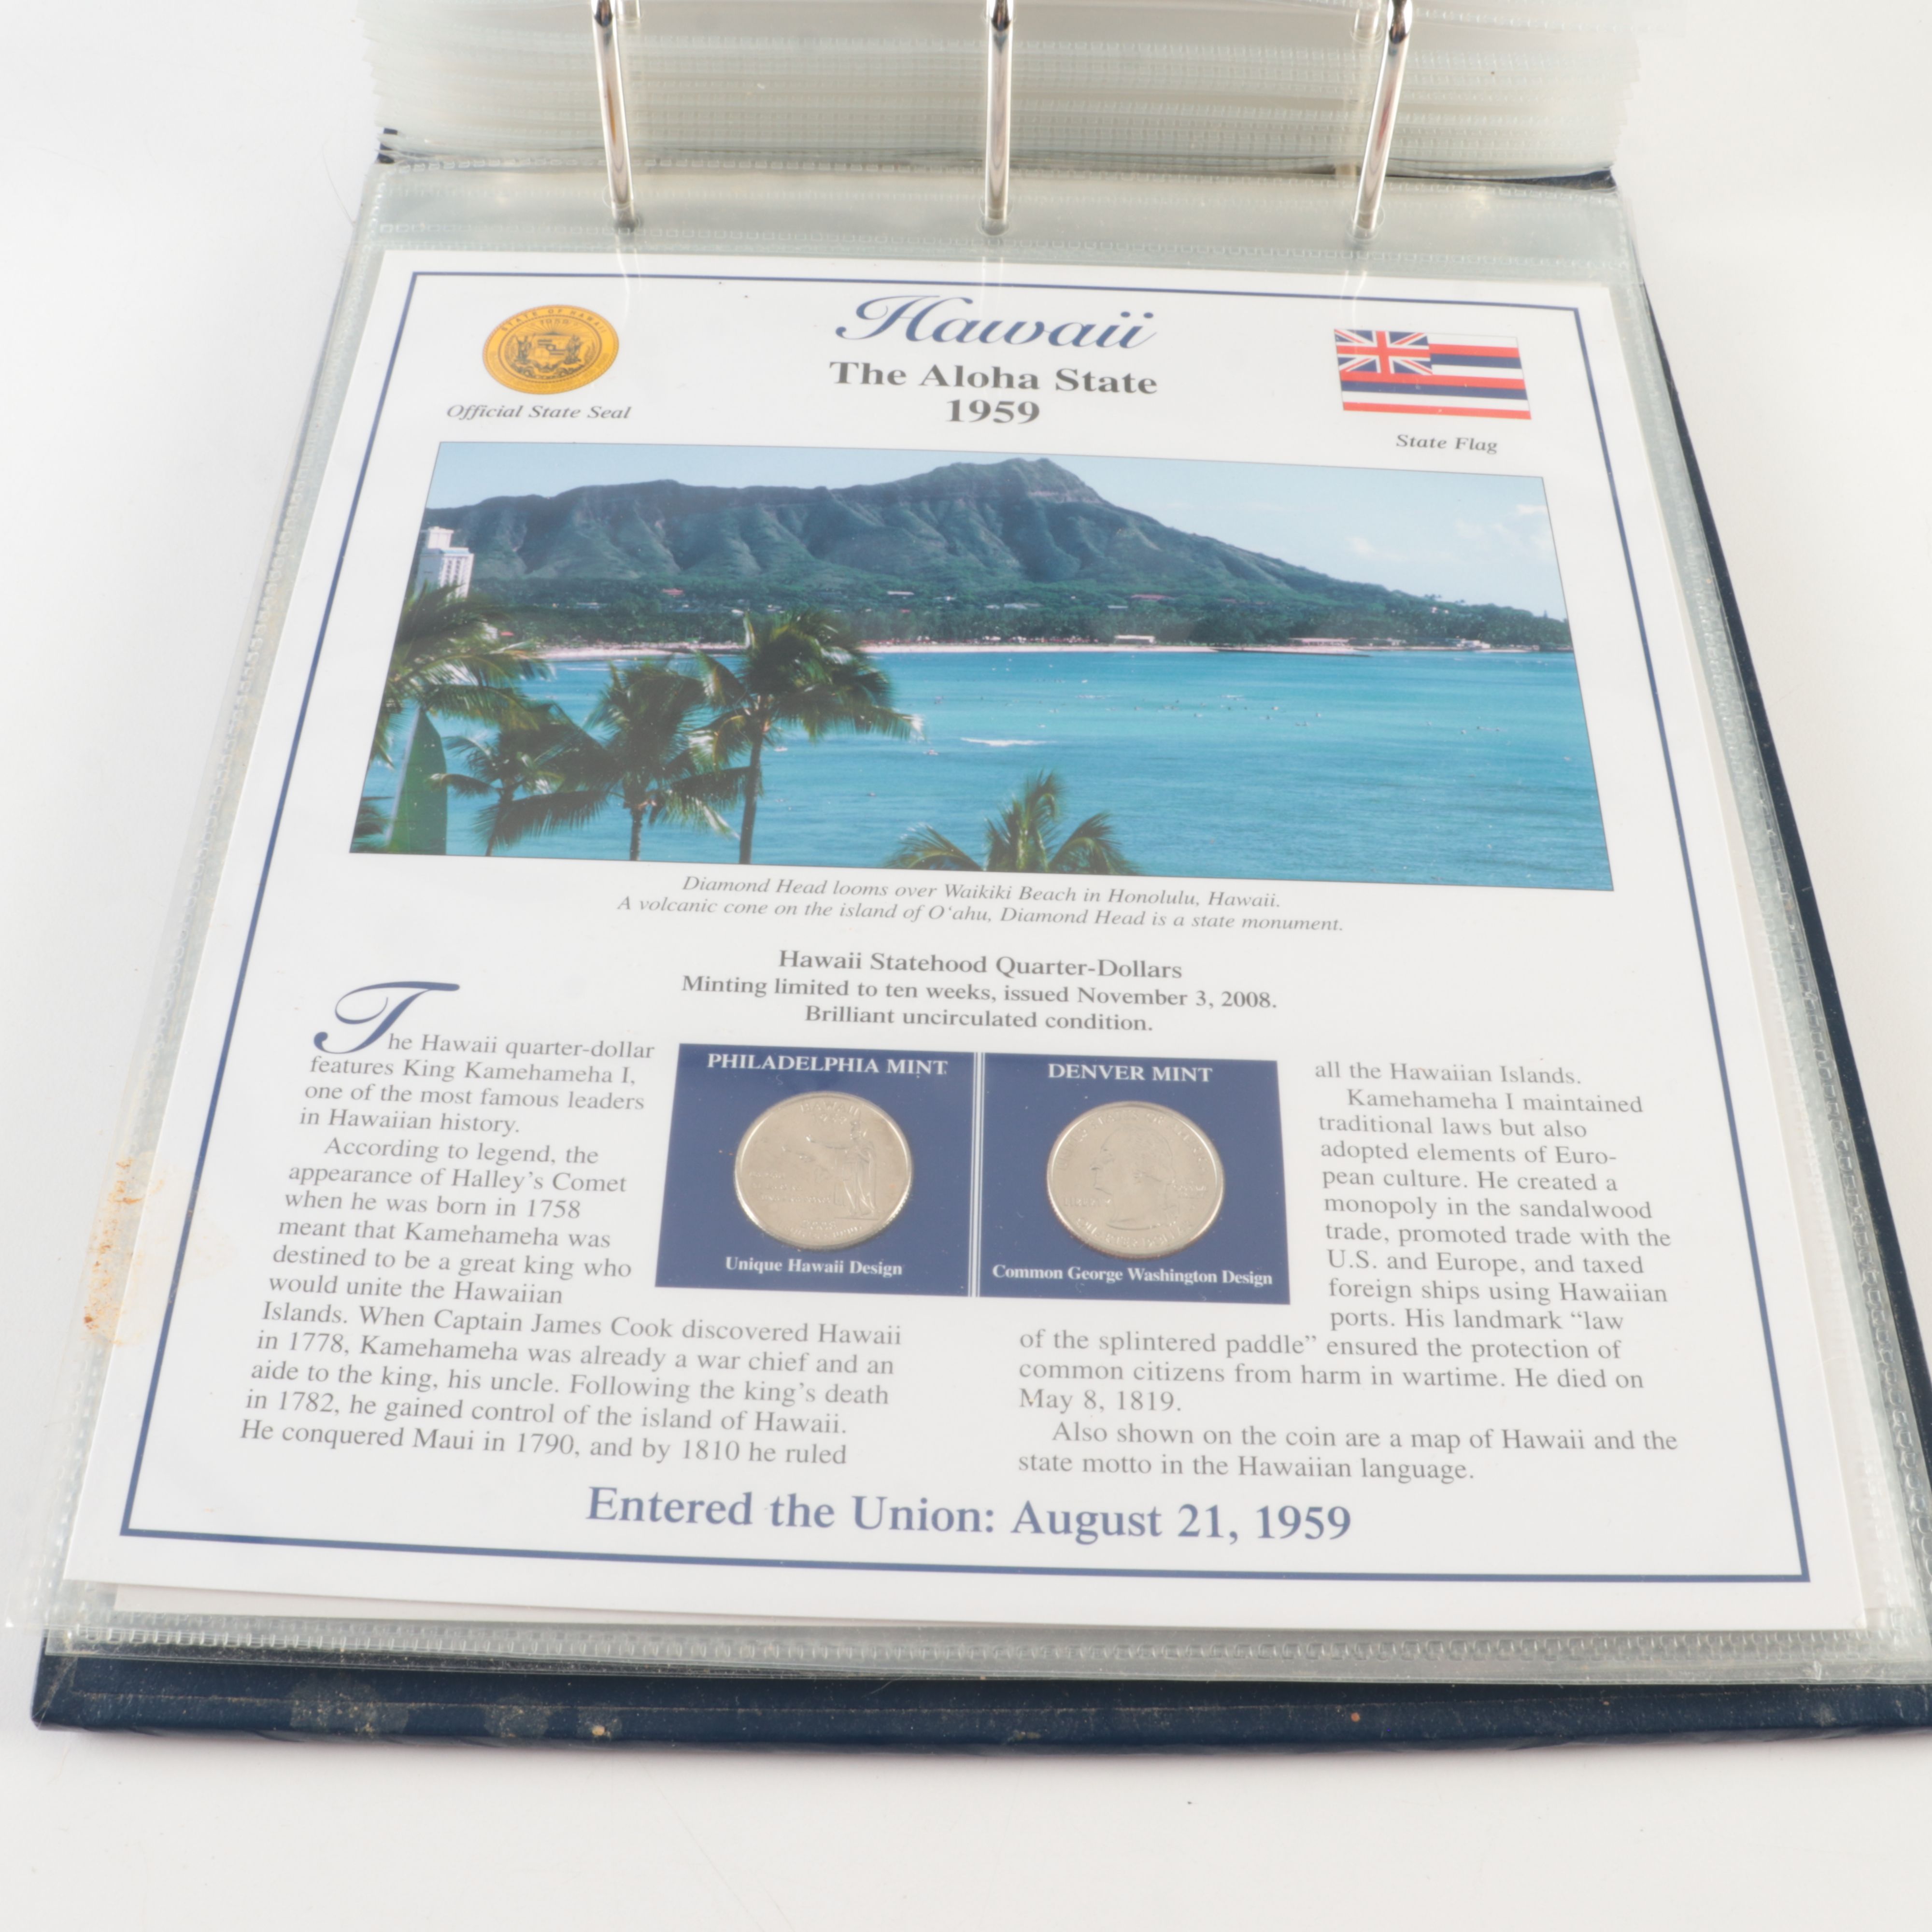 STATE OF HAWAII
Official State Seal
Hawaii
The Aloha State
1959
State Flag
Diamond Head looms over Waikiki Beach in Honolulu, Hawaii.
A volcanic cone on the island of O‘ahu, Diamond Head is a state monument.
Hawaii Statehood Quarter-Dollars
Minting limited to ten weeks, issued November 3, 2008.
Brilliant uncirculated condition.
The Hawaii quarter-dollar
features King Kamehameha I,
one of the most famous leaders
in Hawaiian history.
According to legend, the
appearance of Halley’s Comet
when he was born in 1758
meant that Kamehameha was
destined to be a great king who
would unite the Hawaiian
Islands. When Captain James Cook discovered Hawaii
in 1778, Kamehameha was already a war chief and an
aide to the king, his uncle. Following the king’s death
in 1782, he gained control of the island of Hawaii.
He conquered Maui in 1790, and by 1810 he ruled
PHILADELPHIA MINT
HAWAII
Unique Hawaii Design
DENVER MINT
Common George Washington Design
all the Hawaiian Islands.
Kamehameha I maintained
traditional laws but also
adopted elements of Euro-
pean culture. He created a
monopoly in the sandalwood
trade, promoted trade with the
U.S. and Europe, and taxed
foreign ships using Hawaiian
ports. His landmark “law
of the splintered paddle” ensured the protection of
common citizens from harm in wartime. He died on
May 8, 1819.
Also shown on the coin are a map of Hawaii and the
state motto in the Hawaiian language.
Entered the Union: August 21, 1959